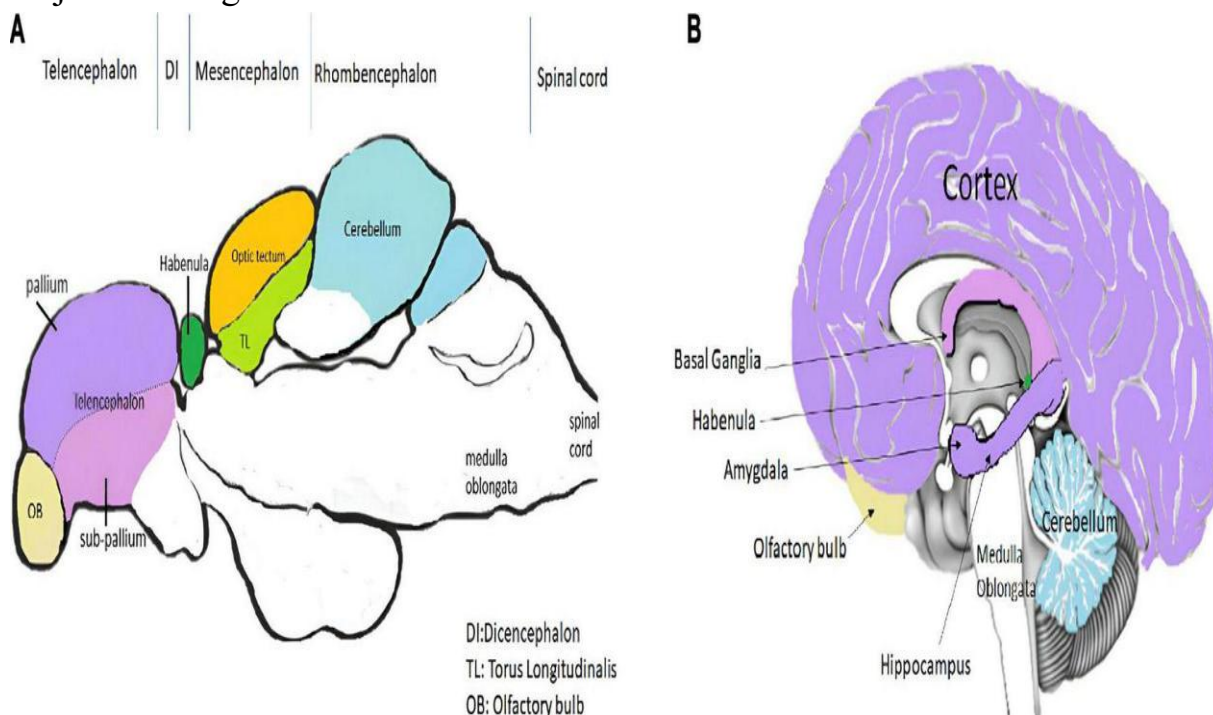 A
Telencephalon
DI
Mesencephalon
Rhombencephalon
Spinal cord
pallium
Habenula
Optic tectum
Cerebellum
TL
Telencephalon
OB
sub-pallium
medulla
oblongata
spinal
cord
DI:Dicencephalon
TL: Torus Longitudinalis
OB: Olfactory bulb
B
Cortex
Basal Ganglia
Habenula
Amygdala
Olfactory bulb
Cerebellum
Medulla
Oblongata
Hippocampus